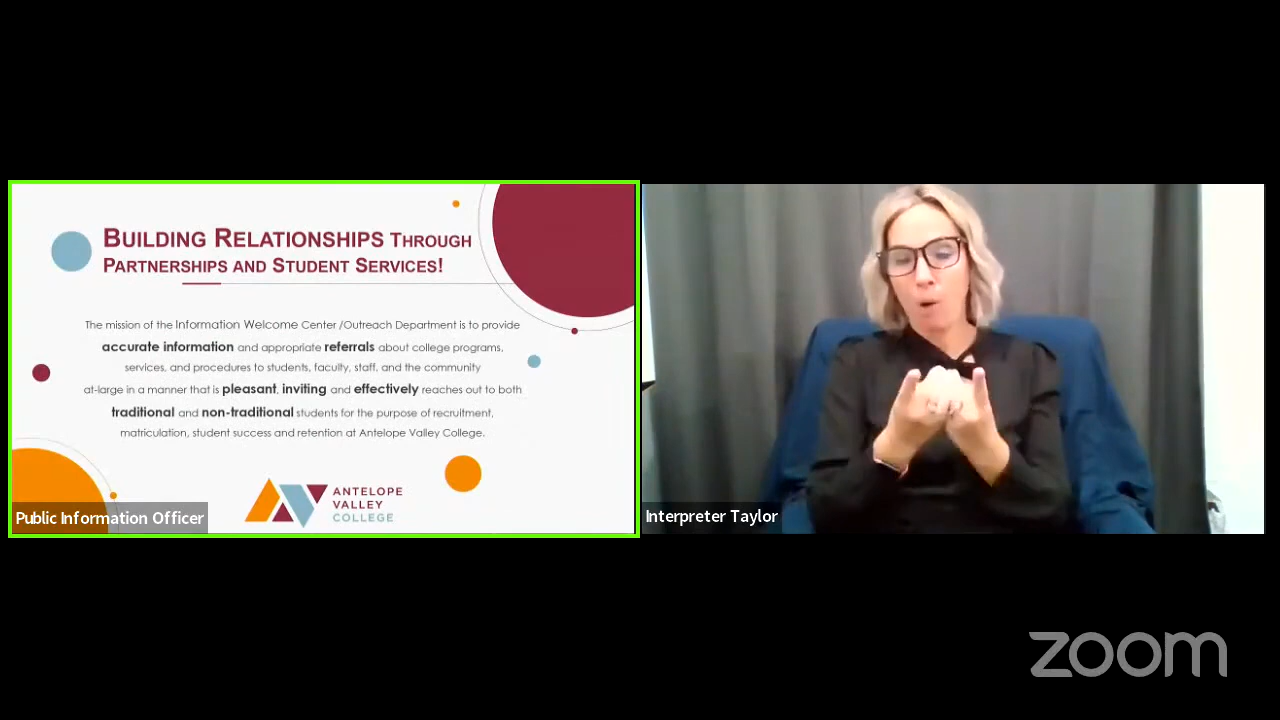 BUILDING RELATIONSHIPS THROUGH
PARTNERSHIPS AND STUDENT SERVICES!
The mission of the Information Welcome Center /Outreach Department is to provide
accurate information and appropriate referrals about college programs,
services, and procedures to students, faculty, staff, and the community
at-large in a manner that is pleasant, inviting and effectively reaches out to both
traditional and non-traditional students for the purpose of recruitment,
matriculation, student success and retention at Antelope Valley College.
ANTELOPE
VALLEY
COLLEGE
Public Information Officer
Interpreter Taylor
zoom